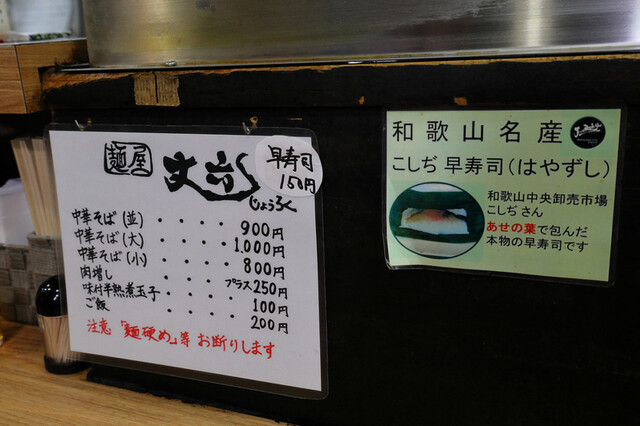 麺屋 丈六
じょうろく
早寿司
150円
中華そば(並)・・・・900円
中華そば(大)・・・・1,000円
中華そば(小)・・・・800円
肉増し・・・・プラス250円
味付半熟煮玉子・・・・100円
ご飯・・・・200円
注意「麺硬め」等 お断りします
和歌山名産
こしぢ 早寿司(はやずし)
和歌山中央卸売市場
こしぢさん
あせの葉で包んだ
本物の早寿司です